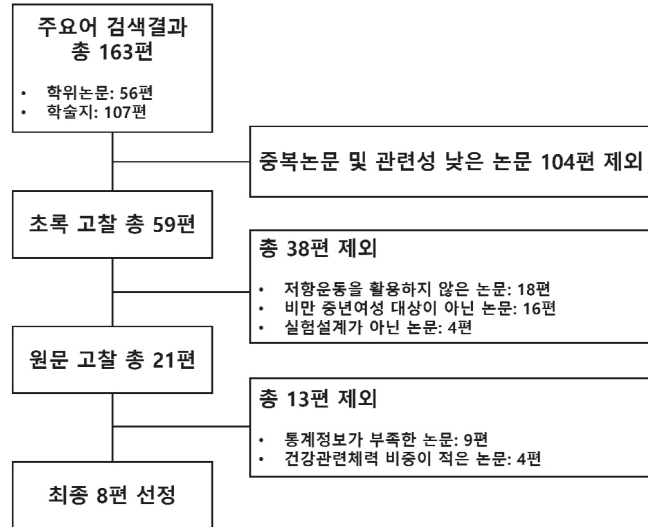 주요어 검색결과
총 163편
• 학위논문: 56편
• 학술지: 107편
중복논문 및 관련성 낮은 논문 104편 제외
초록 고찰 총 59편
총 38편 제외
• 저항운동을 활용하지 않은 논문: 18편
• 비만 중년여성 대상이 아닌 논문: 16편
• 실험설계가 아닌 논문: 4편
원문 고찰 총 21편
총 13편 제외
• 통계정보가 부족한 논문: 9편
• 건강관련체력 비중이 적은 논문: 4편
최종 8편 선정